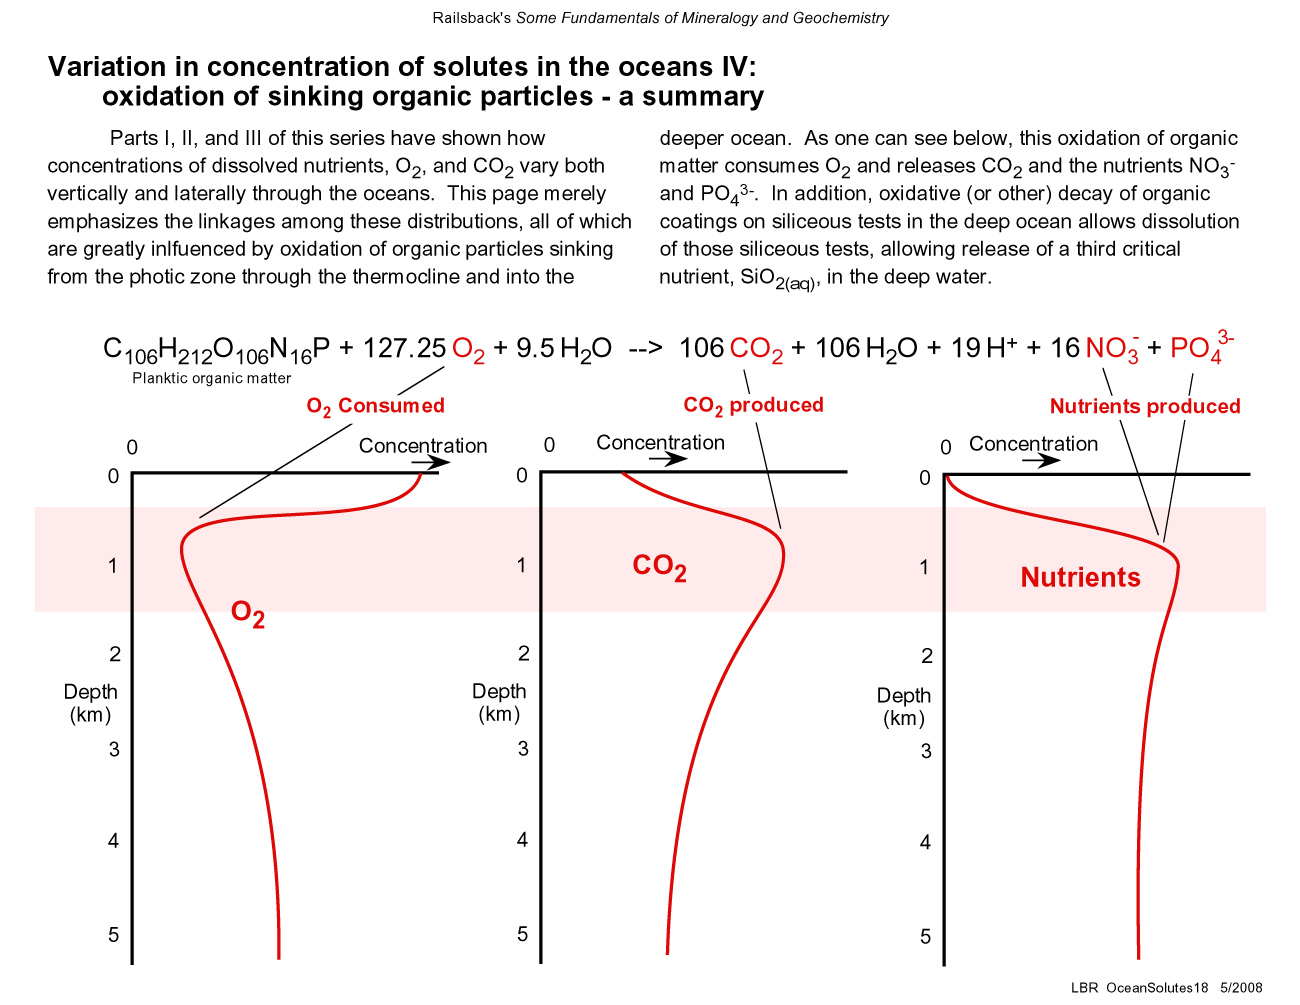 Railsback's Some Fundamentals of Mineralogy and Geochemistry
Variation in concentration of solutes in the oceans IV:
oxidation of sinking organic particles - a summary
Parts I, II, and III of this series have shown how
concentrations of dissolved nutrients, O2, and CO2 vary both
vertically and laterally through the oceans. This page merely
emphasizes the linkages among these distributions, all of which
are greatly inlfuenced by oxidation of organic particles sinking
from the photic zone through the thermocline and into the
deeper ocean. As one can see below, this oxidation of organic
matter consumes O2 and releases CO2 and the nutrients NO3-
and PO43-. In addition, oxidative (or other) decay of organic
coatings on siliceous tests in the deep ocean allows dissolution
of those siliceous tests, allowing release of a third critical
nutrient, SiO2(aq), in the deep water.
C106H212O106N16P + 127.25 O2 + 9.5 H2O --> 106 CO2 + 106 H2O + 19 H+ + 16 NO3- + PO43-
Planktic organic matter
O2 Consumed
CO2 produced
Nutrients produced
0
Concentration
0
1
2
Depth
(km)
3
4
5
O2
0
Concentration
0
1
2
Depth
(km)
3
4
5
CO2
0
Concentration
0
1
2
Depth
(km)
3
4
5
Nutrients
LBR OceanSolutes18 5/2008